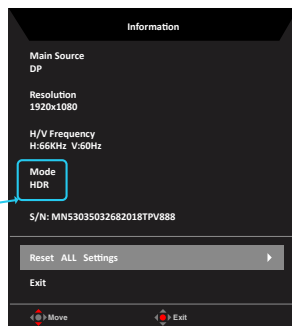 Information
Main Source
DP
Resolution
1920x1080
H/V Frequency
H:66KHz V:60Hz
Mode
HDR
S/N: MN53035032682018TPV888
Reset ALL Settings
Exit
Move Exit